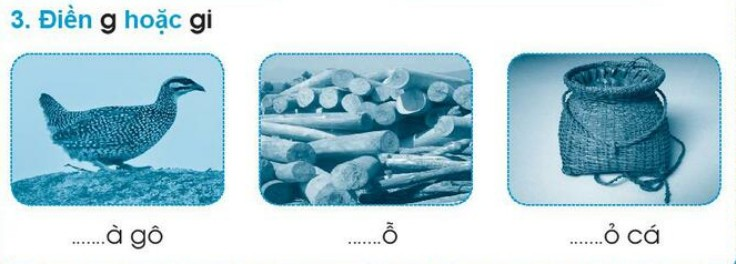 3. Điền g hoặc gi
.......à gô
.......ỗ
.......ỏ cá